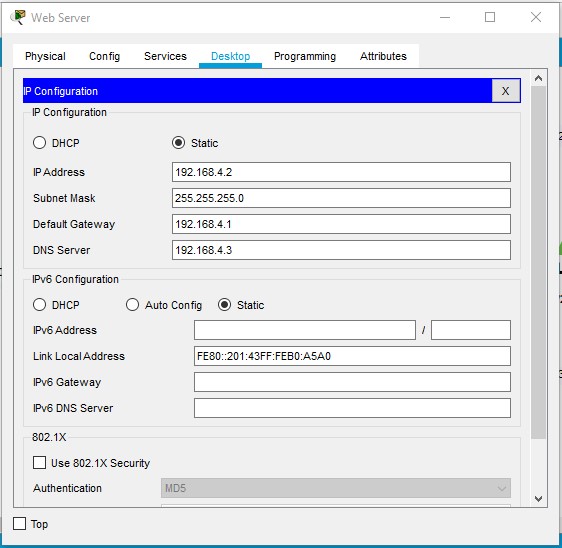 Web Server
Physical Config Services Desktop Programming Attributes
IP Configuration X
IP Configuration
DHCP Static
IP Address 192.168.4.2
Subnet Mask 255.255.255.0
Default Gateway 192.168.4.1
DNS Server 192.168.4.3
IPv6 Configuration
DHCP Auto Config Static
IPv6 Address /
Link Local Address FE80::201:43FF:FEB0:A5A0
IPv6 Gateway
IPv6 DNS Server
802.1X
Use 802.1X Security
Authentication MD5
Top